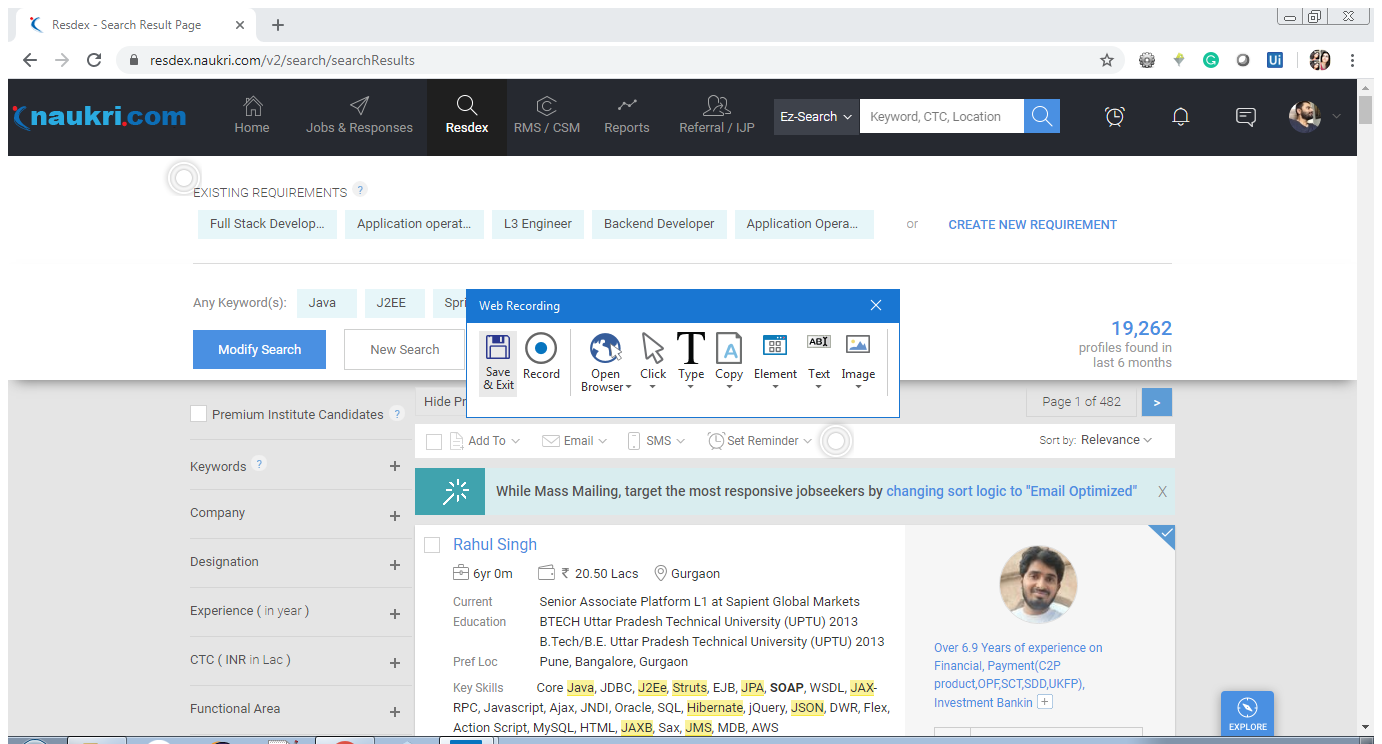 Resdex - Search Result Page
resdex.naukri.com/v2/search/searchResults
naukri.com
Home
Jobs & Responses
Resdex
RMS / CSM
Reports
Referral / IJP
Ez-Search
Keyword, CTC, Location
EXISTING REQUIREMENTS ?
Full Stack Develop... Application operat... L3 Engineer Backend Developer Application Opera... or CREATE NEW REQUIREMENT
Any Keyword(s): Java J2EE Spri
Modify Search New Search
19,262
profiles found in
last 6 months
Web Recording
Save
& Exit
Record
Open
Browser
Click
Type
Copy
Element
Text
Image
Premium Institute Candidates ?
Keywords ?
Company
Designation
Experience ( in year )
CTC ( INR in Lac )
Functional Area
Hide Pr
Page 1 of 482 >
Add To Email SMS Set Reminder
Sort by: Relevance
While Mass Mailing, target the most responsive jobseekers by changing sort logic to "Email Optimized" X
Rahul Singh
6yr 0m ₹ 20.50 Lacs Gurgaon
Current Senior Associate Platform L1 at Sapient Global Markets
Education BTECH Uttar Pradesh Technical University (UPTU) 2013
B.Tech/B.E. Uttar Pradesh Technical University (UPTU) 2013
Pref Loc Pune, Bangalore, Gurgaon
Key Skills Core Java, JDBC, J2Ee, Struts, EJB, JPA, SOAP, WSDL, JAX-
RPC, Javascript, Ajax, JNDI, Oracle, SQL, Hibernate, jQuery, JSON, DWR, Flex,
Action Script, MySQL, HTML, JAXB, Sax, JMS, MDB, AWS
Over 6.9 Years of experience on
Financial, Payment(C2P
product,OPF,SCT,SDD,UKFP),
Investment Bankin
EXPLORE